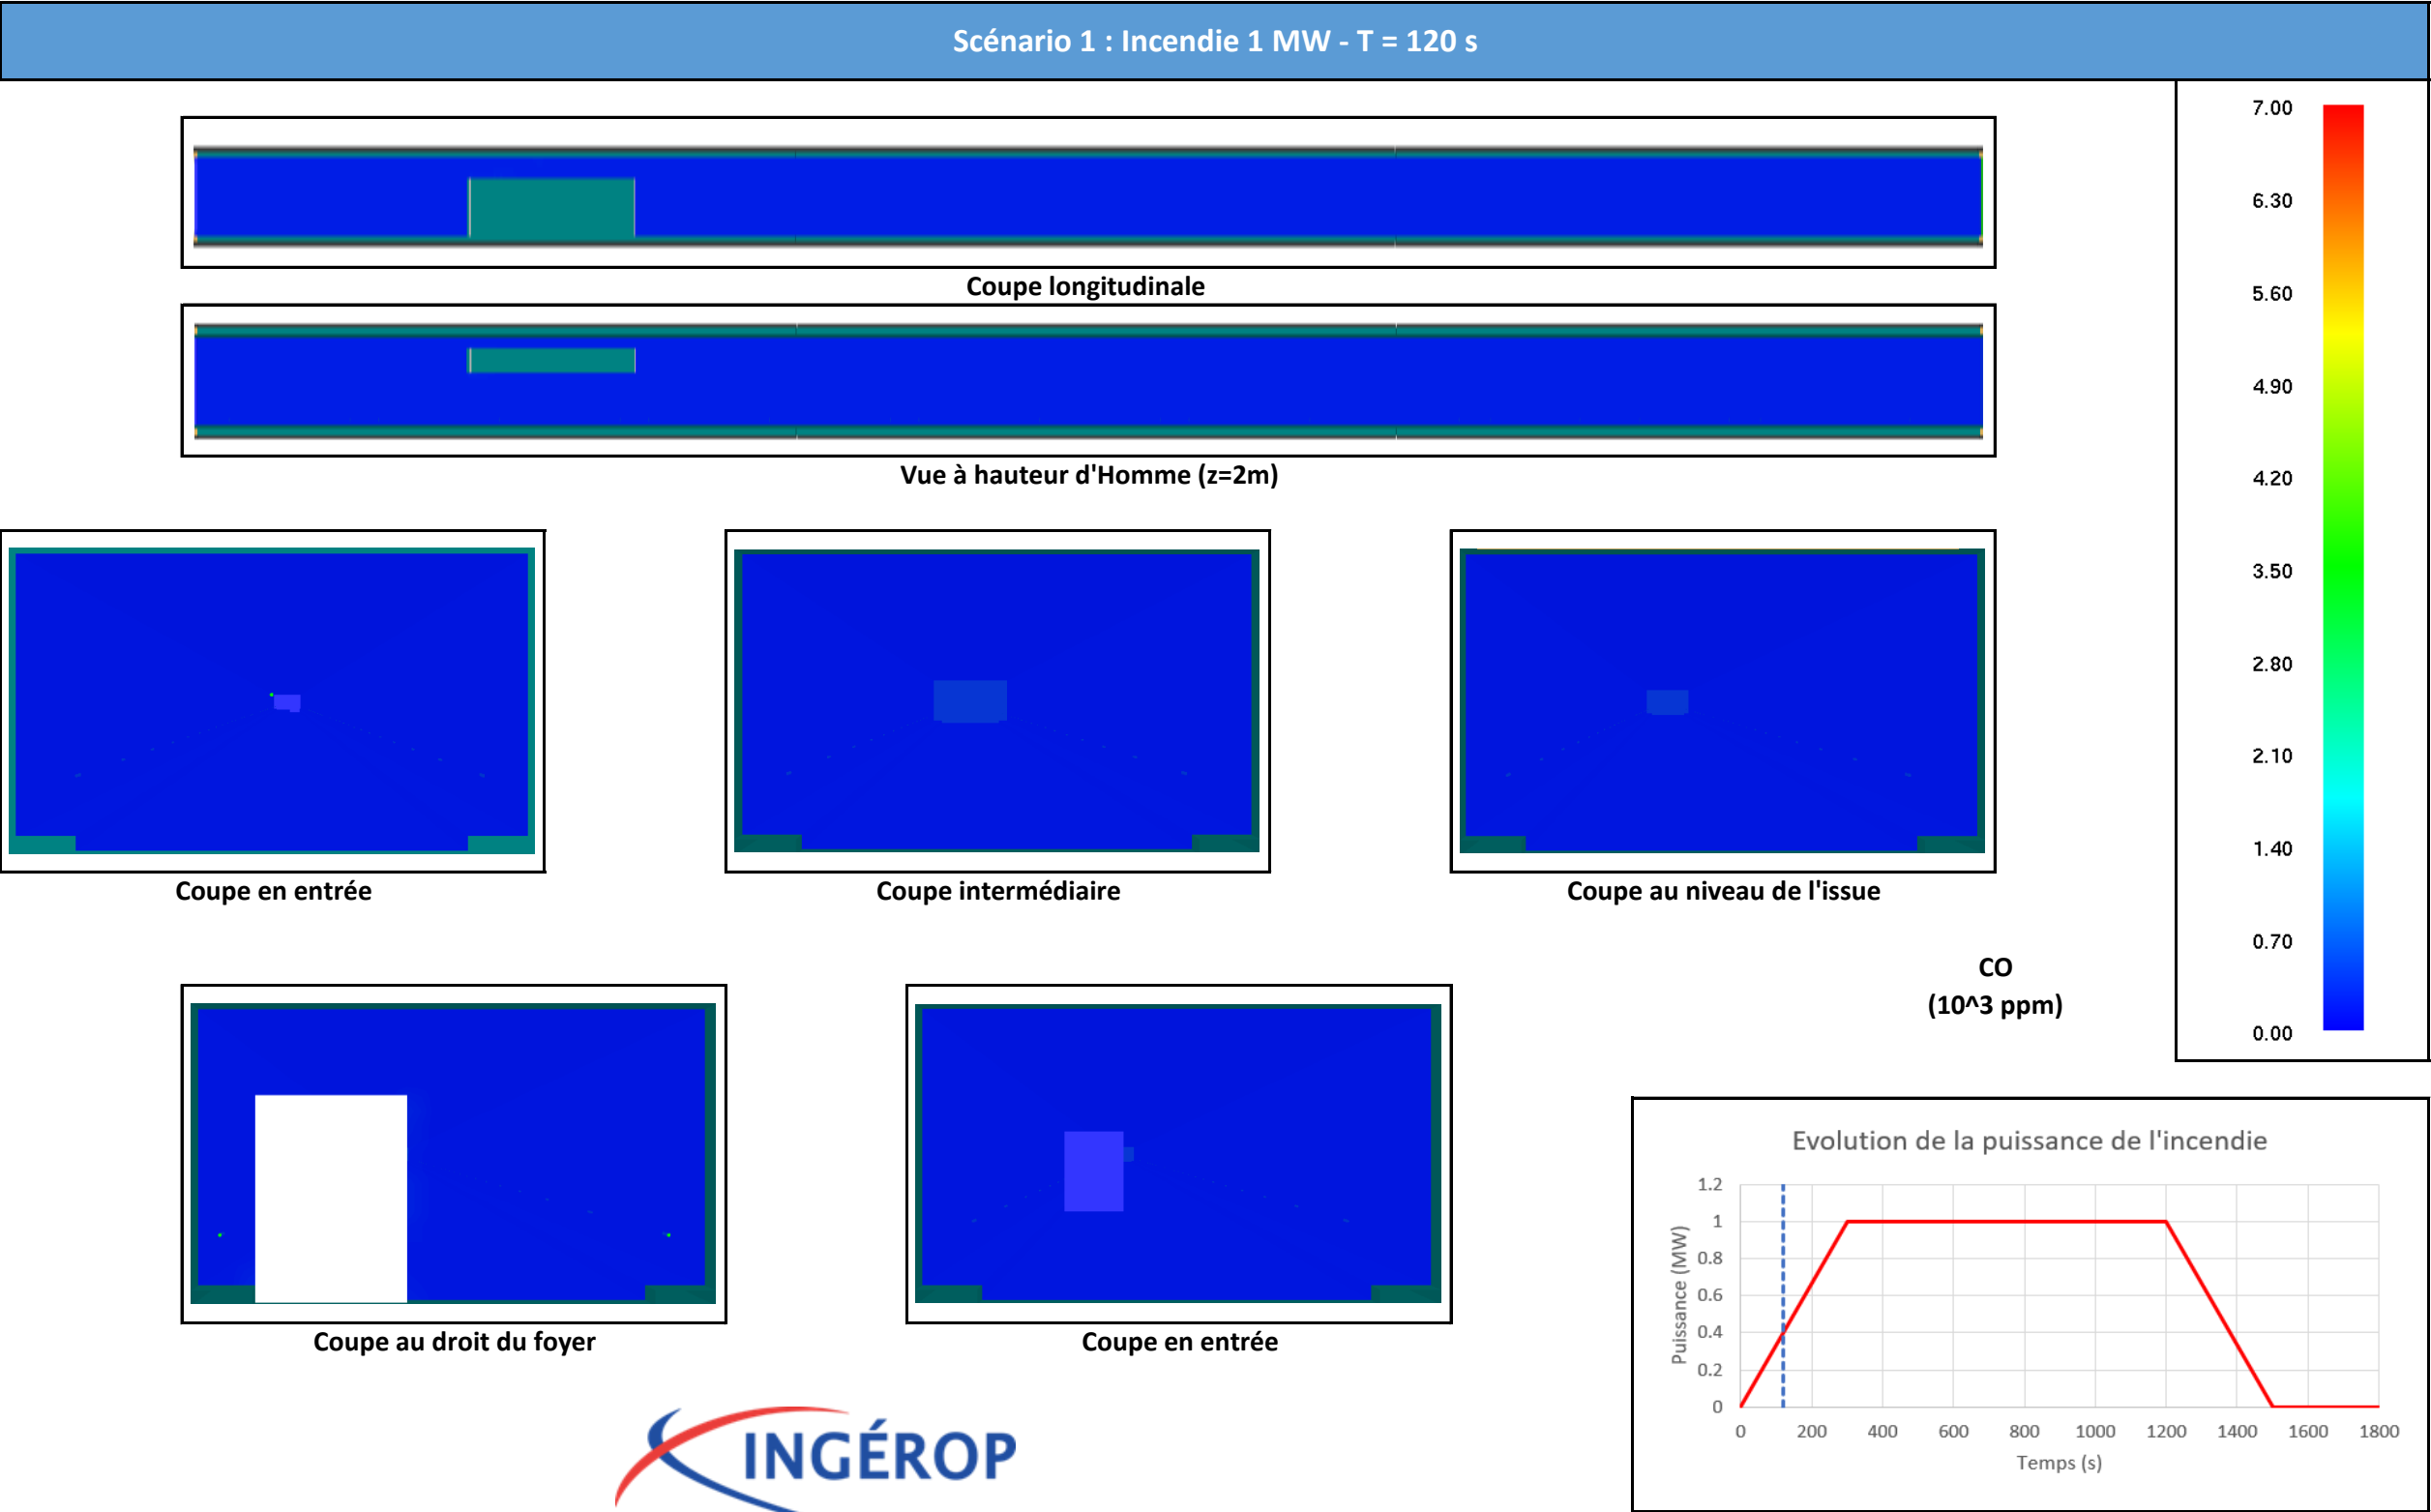 Scénario 1 : Incendie 1 MW - T = 120 s
7.00
6.30
5.60
4.90
4.20
3.50
2.80
2.10
1.40
0.70
0.00
Coupe longitudinale
Vue à hauteur d'Homme (z=2m)
Coupe en entrée
Coupe intermédiaire
Coupe au niveau de l'issue
CO
(10^3 ppm)
Coupe au droit du foyer
Coupe en entrée
Evolution de la puissance de l'incendie
Puissance (MW)
1.2
1
0.8
0.6
0.4
0.2
0
0 200 400 600 800 1000 1200 1400 1600 1800
Temps (s)
INGÉROP